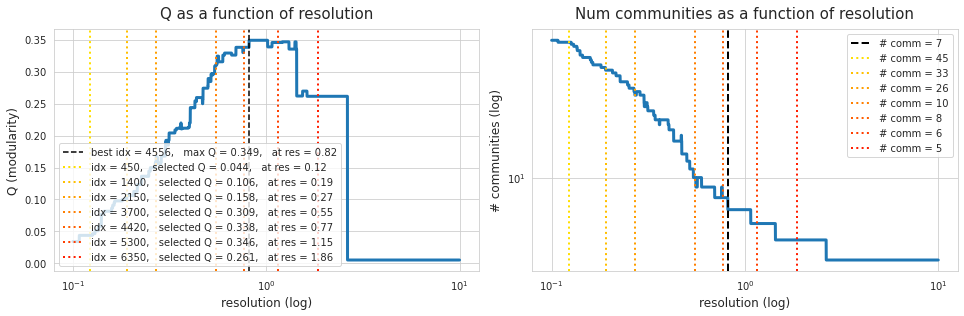 Q as a function of resolution
Q (modularity)
0.35
0.30
0.25
0.20
0.15
0.10
0.05
0.00
best idx = 4556, max Q = 0.349, at res = 0.82
idx = 450, selected Q = 0.044, at res = 0.12
idx = 1400, selected Q = 0.106, at res = 0.19
idx = 2150, selected Q = 0.158, at res = 0.27
idx = 3700, selected Q = 0.309, at res = 0.55
idx = 4420, selected Q = 0.338, at res = 0.77
idx = 5300, selected Q = 0.346, at res = 1.15
idx = 6350, selected Q = 0.261, at res = 1.86
10⁻¹ 10⁰ 10¹
resolution (log)
Num communities as a function of resolution
# communities (log)
10¹
# comm = 7
# comm = 45
# comm = 33
# comm = 26
# comm = 10
# comm = 8
# comm = 6
# comm = 5
10⁻¹ 10⁰ 10¹
resolution (log)